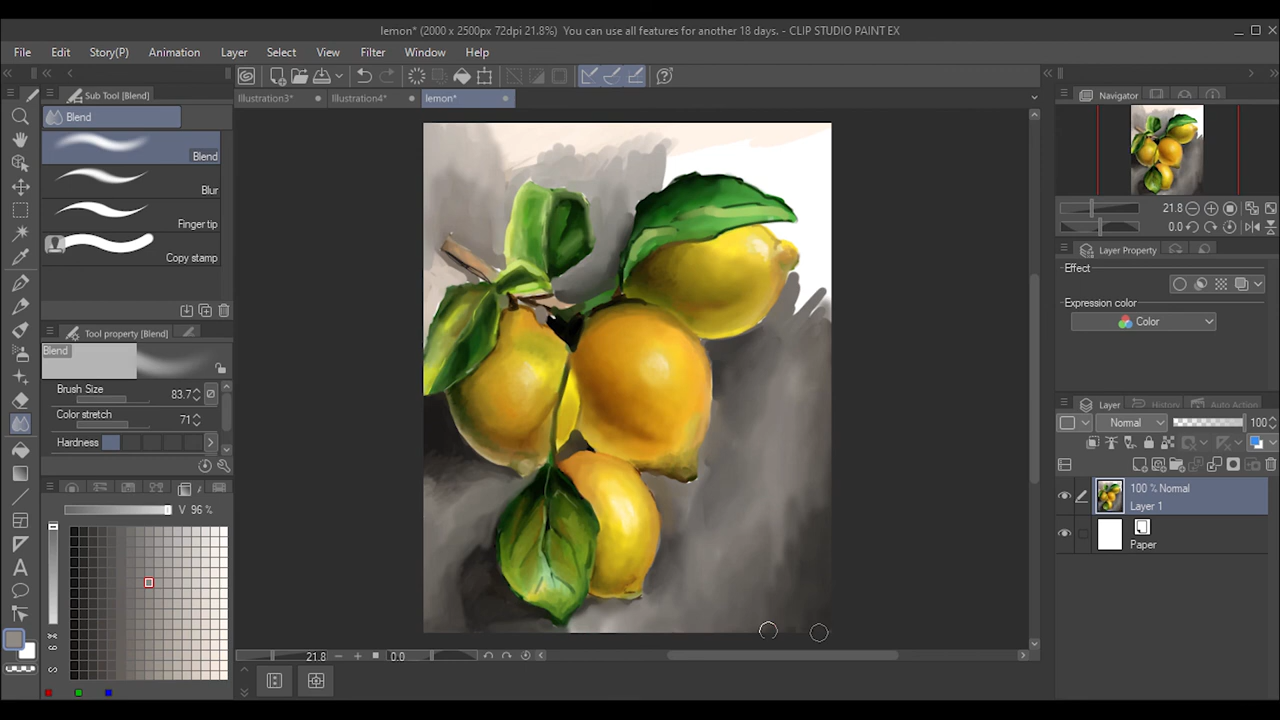 lemon* (2000 x 2500px 72dpi 21.8%)  You can use all features for another 18 days. - CLIP STUDIO PAINT EX
File Edit Story(P) Animation Layer Select View Filter Window Help
Illustration3* Illustration4* lemon*
Sub Tool [Blend]
Blend
Blend
Blur
Finger tip
Copy stamp
Tool property [Blend]
Blend
Brush Size 83.7
Color stretch 71
Hardness
V 96 %
21.8 0.0
Navigator
21.8
0.0
Layer Property
Effect
Expression color
Color
Layer History Auto Action
Normal 100
100 % Normal
Layer 1
Paper